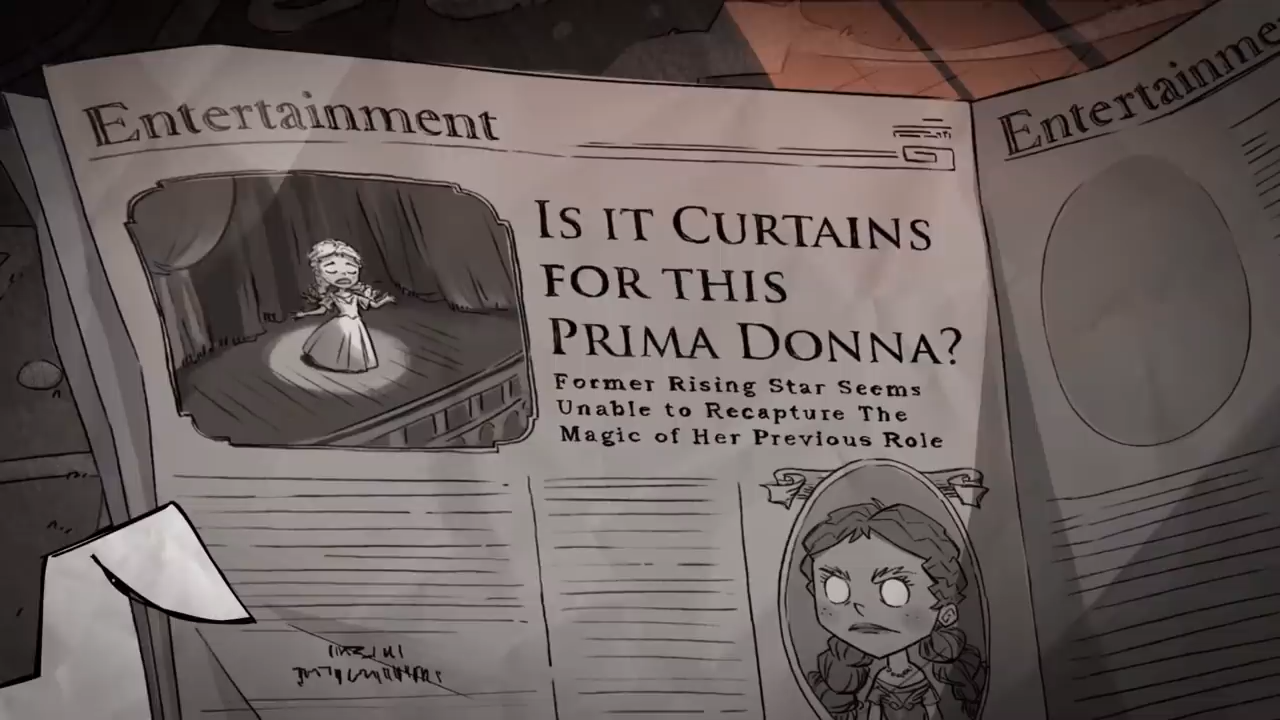 Entertainment
Is it Curtains
for this
Prima Donna?
Former Rising Star Seems
Unable to Recapture The
Magic of Her Previous Role
Entertainme